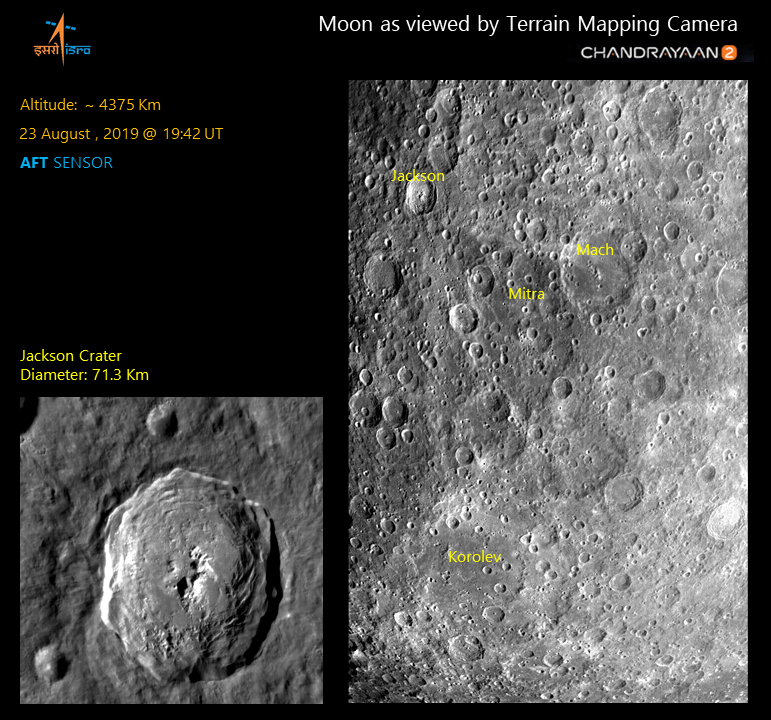 Moon as viewed by Terrain Mapping Camera
इसरो isro
CHANDRAYAAN 2
Altitude: ~ 4375 Km
23 August , 2019 @ 19:42 UT
AFT SENSOR
Jackson
Mach
Mitra
Jackson Crater
Diameter: 71.3 Km
Korolev